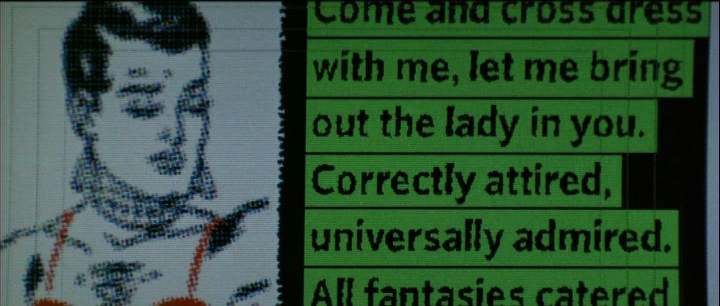 Come and cross dress
with me, let me bring
out the lady in you.
Correctly attired,
universally admired.
All fantasies catered